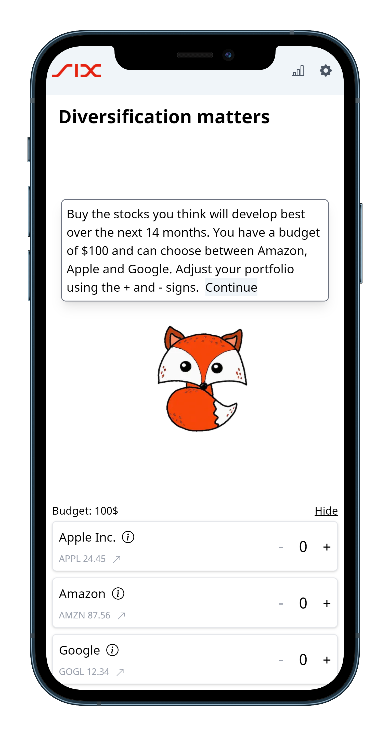 SIX
Diversification matters
Buy the stocks you think will develop best
over the next 14 months. You have a budget
of $100 and can choose between Amazon,
Apple and Google. Adjust your portfolio
using the + and - signs. Continue
Budget: 100$ Hide
Apple Inc. i
APPL 24.45 ↗ - 0 +
Amazon i
AMZN 87.56 ↗ - 0 +
Google i
GOGL 12.34 ↗ - 0 +